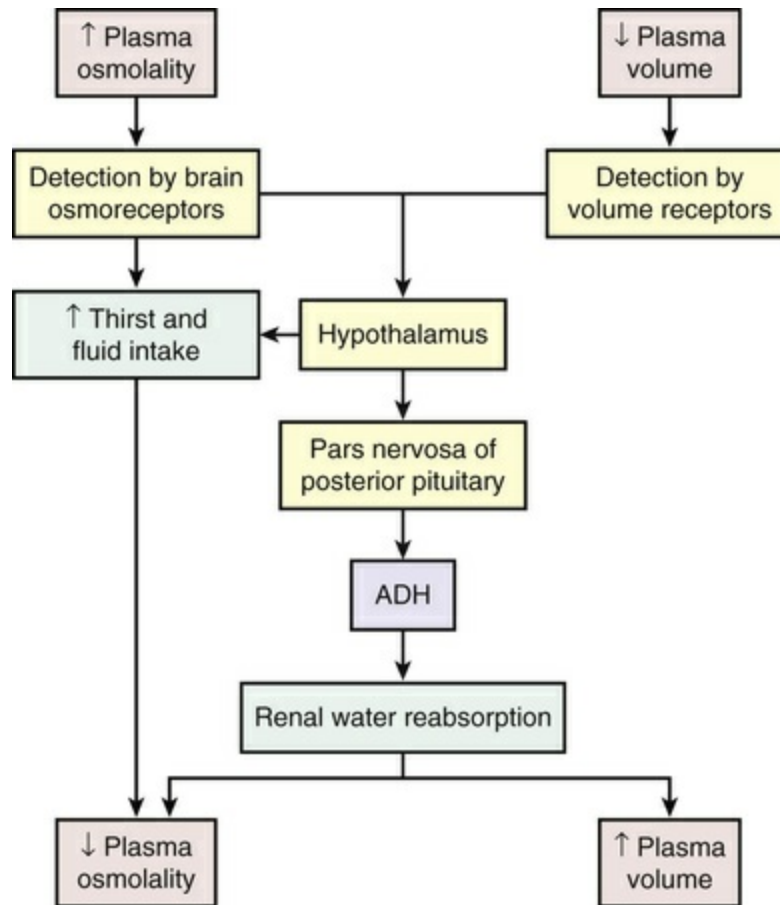 ↑ Plasma
osmolality
↓ Plasma
volume
Detection by brain
osmoreceptors
Detection by
volume receptors
↑ Thirst and
fluid intake
Hypothalamus
Pars nervosa of
posterior pituitary
ADH
Renal water reabsorption
↓ Plasma
osmolality
↑ Plasma
volume